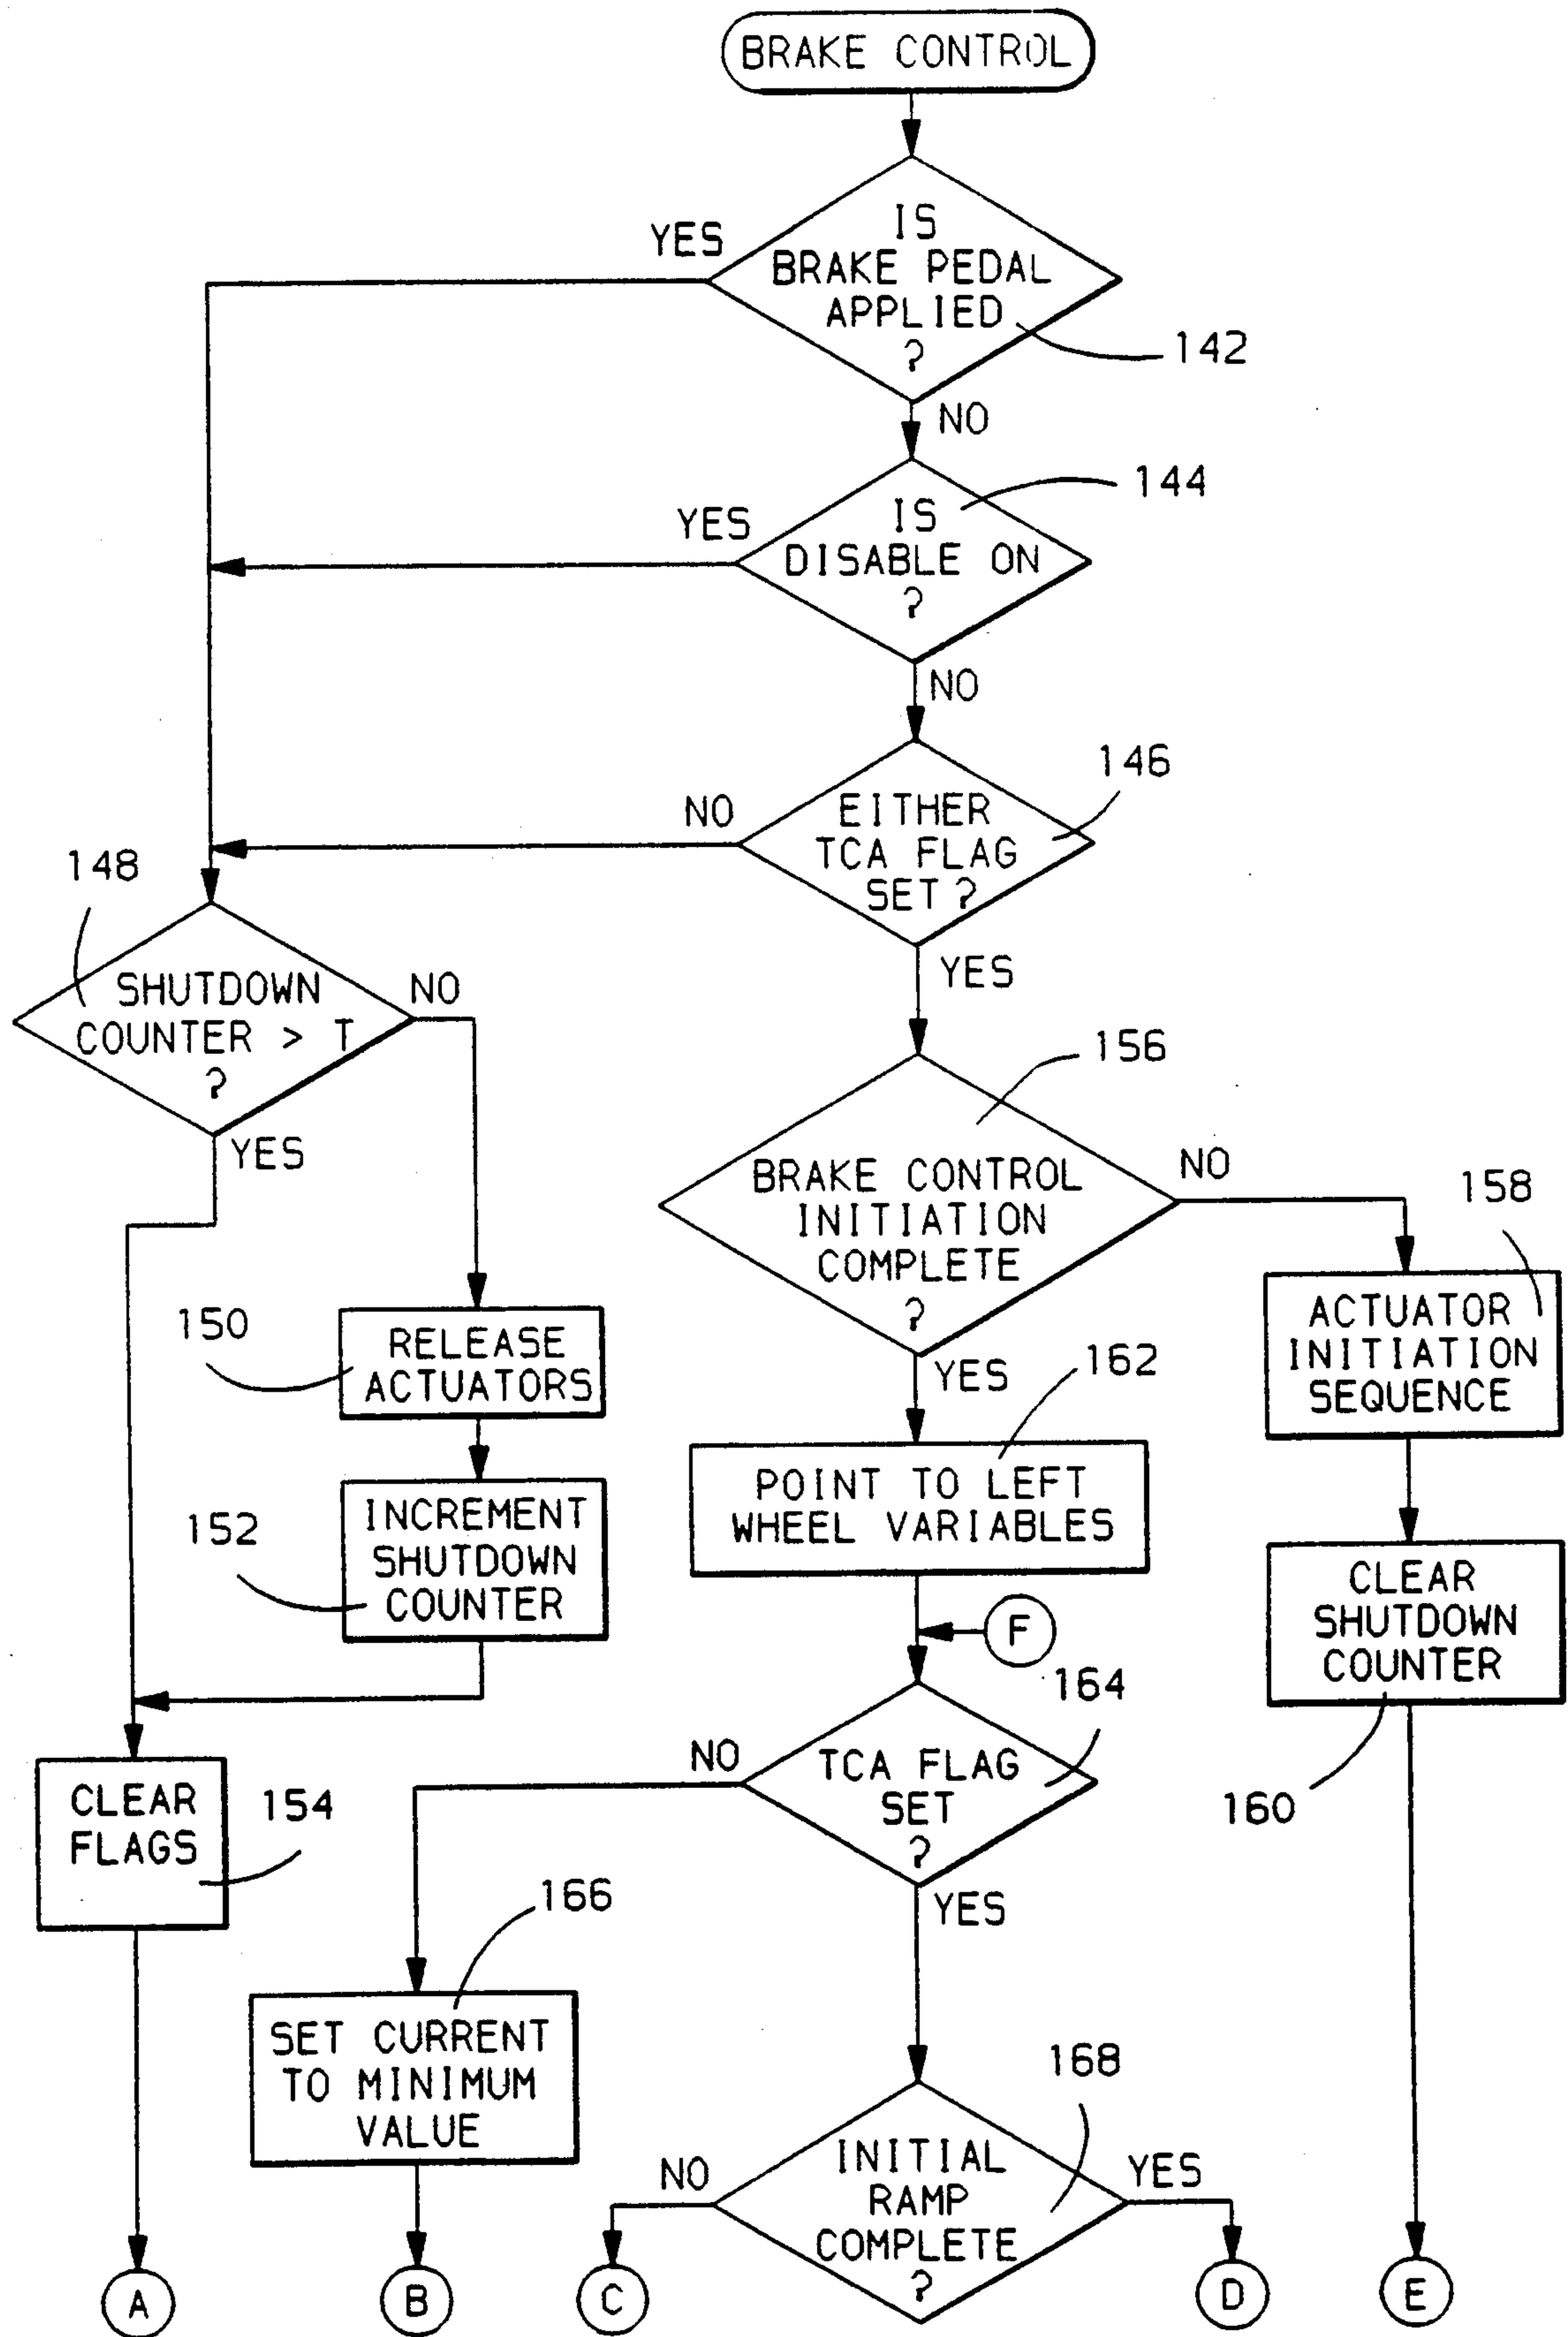 BRAKE CONTROL
IS
BRAKE PEDAL
APPLIED
?
142
YES
NO
144
IS
DISABLE ON
?
YES
NO
146
EITHER
TCA FLAG
SET ?
NO
YES
148
SHUTDOWN
COUNTER > T
?
NO
YES
156
BRAKE CONTROL
INITIATION
COMPLETE
?
NO
YES
158
ACTUATOR
INITIATION
SEQUENCE
150
RELEASE
ACTUATORS
162
POINT TO LEFT
WHEEL VARIABLES
152
INCREMENT
SHUTDOWN
COUNTER
CLEAR
SHUTDOWN
COUNTER
160
F
164
TCA FLAG
SET
?
NO
YES
CLEAR
FLAGS
154
166
SET CURRENT
TO MINIMUM
VALUE
168
INITIAL
RAMP
COMPLETE
?
NO
YES
A
B
C
D
E